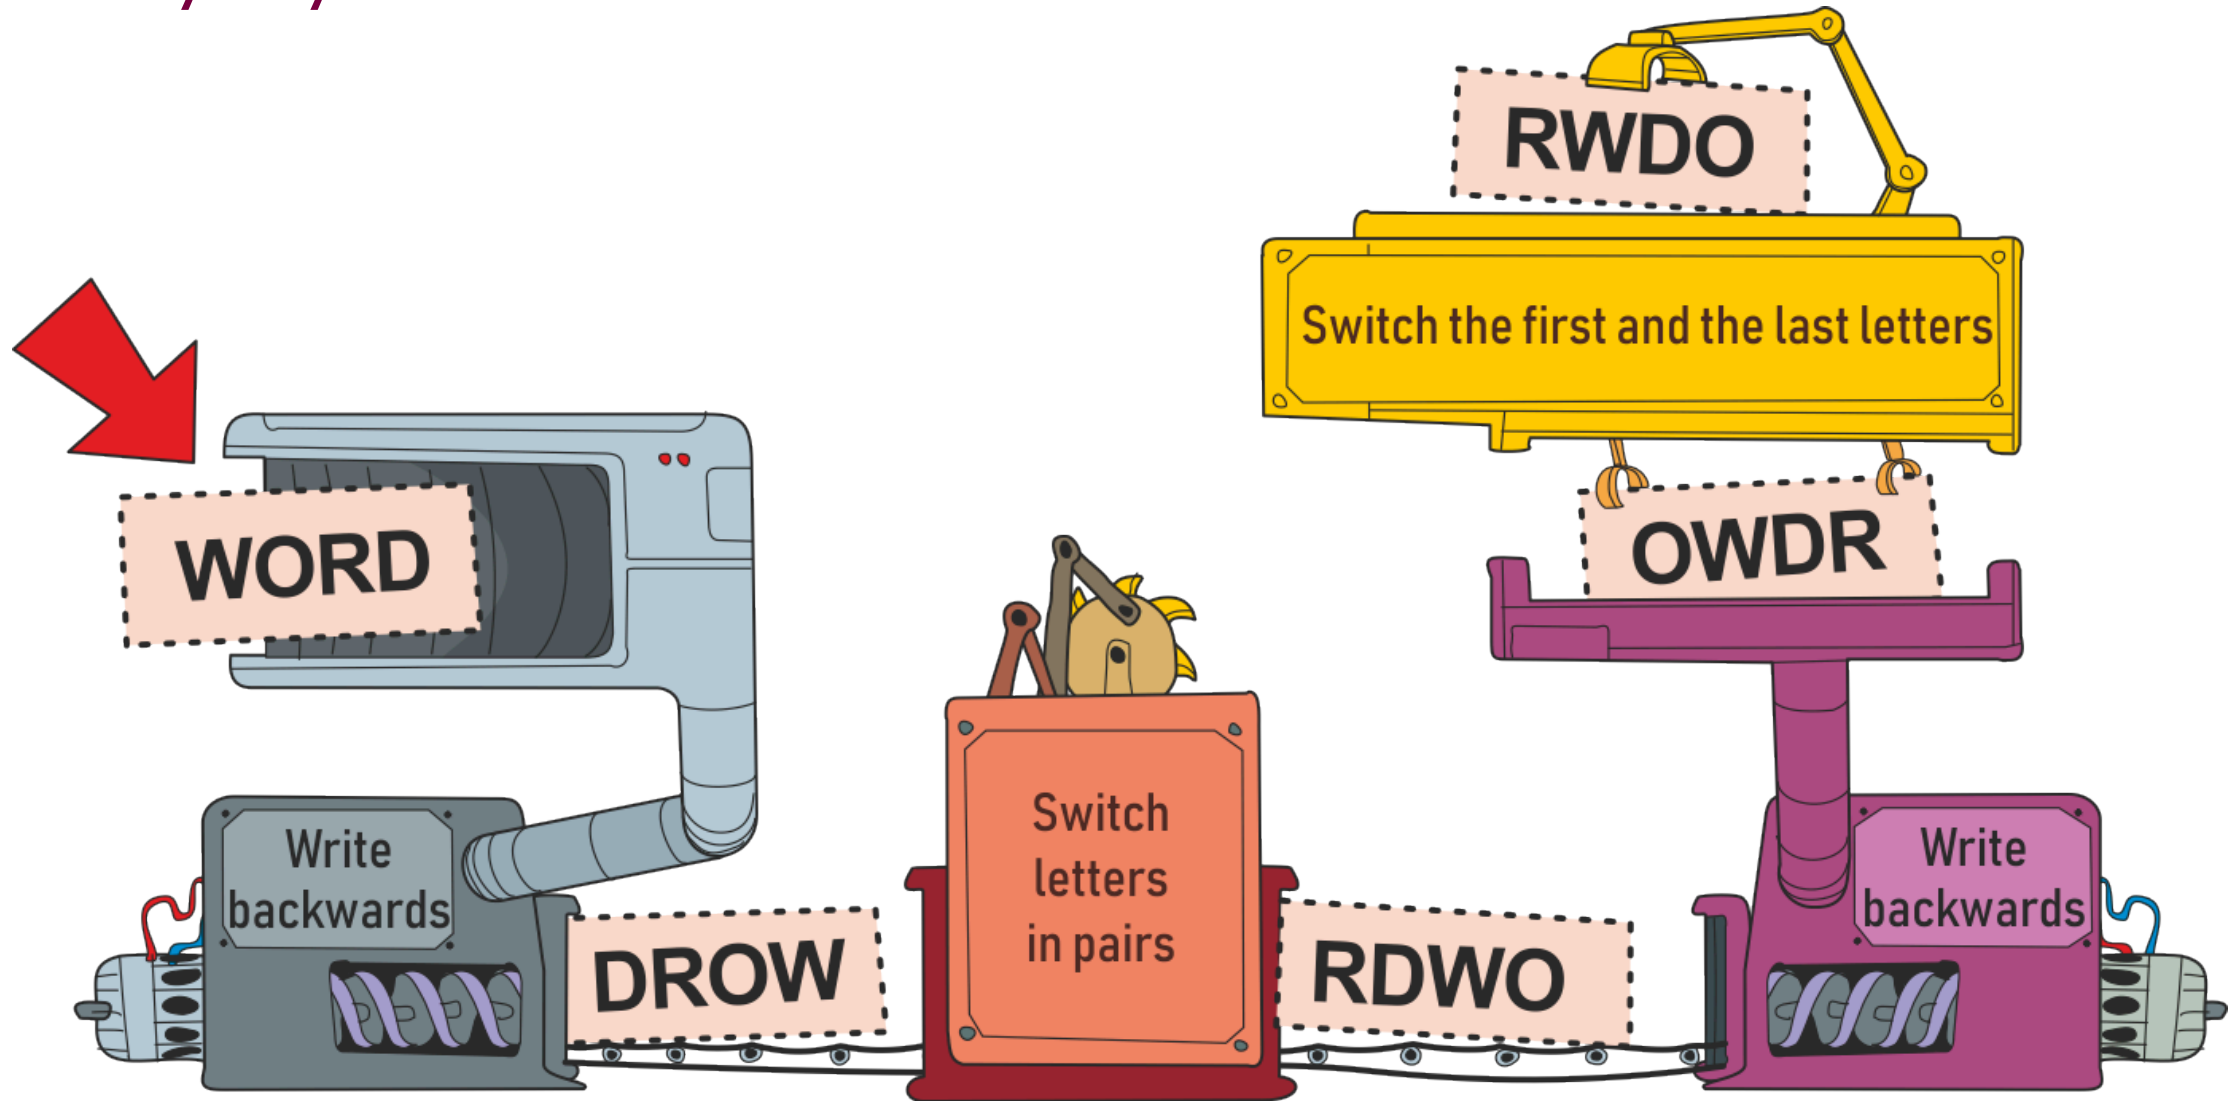 WORD
Write
backwards
DROW
Switch
letters
in pairs
RDWO
Write
backwards
OWDR
Switch the first and the last letters
RWDO